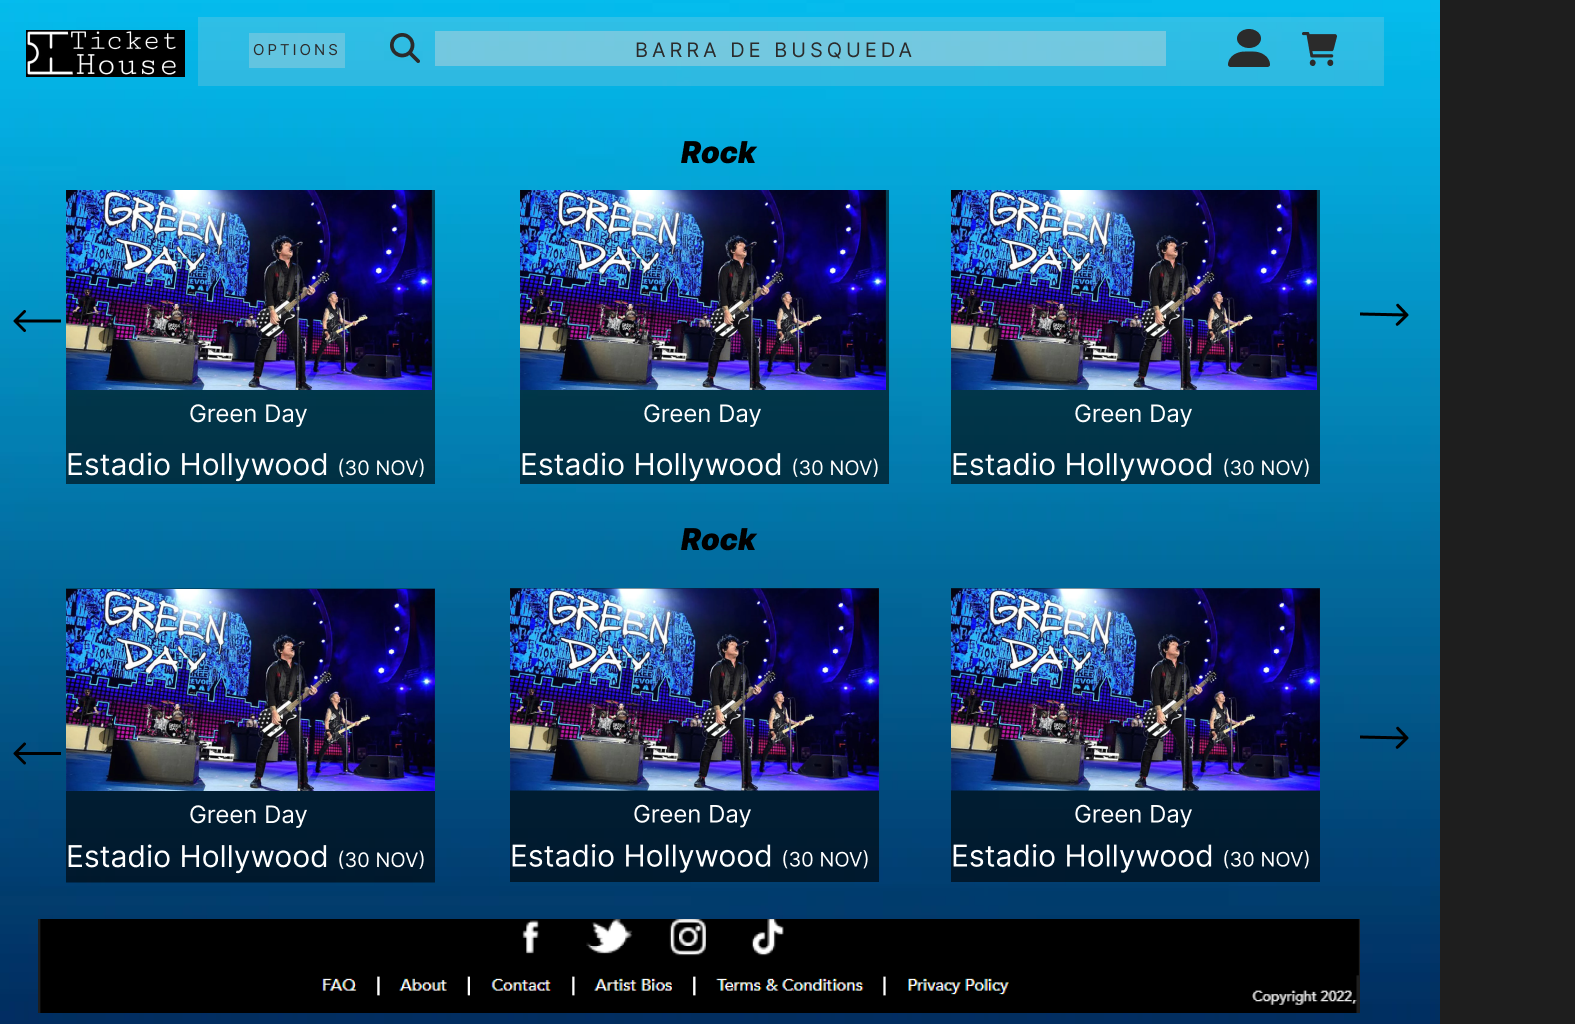 Ticket
House
OPTIONS
BARRA DE BUSQUEDA
Rock
GREEN
DAY
GREEN
DAY
GREEN
DAY
Green Day
Green Day
Green Day
Estadio Hollywood (30 NOV)
Estadio Hollywood (30 NOV)
Estadio Hollywood (30 NOV)
Rock
GREEN
DAY
GREEN
DAY
GREEN
DAY
Green Day
Green Day
Green Day
Estadio Hollywood (30 NOV)
Estadio Hollywood (30 NOV)
Estadio Hollywood (30 NOV)
FAQ | About | Contact | Artist Bios | Terms & Conditions | Privacy Policy
Copyright 2022,